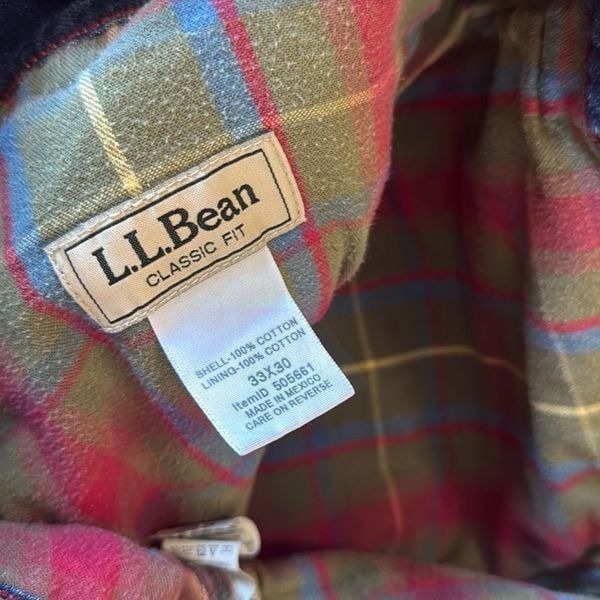 L.L.Bean
CLASSIC FIT
SHELL-100% COTTON
LINING-100% COTTON
33X30
ItemID 505661
MADE IN MEXICO
CARE ON REVERSE